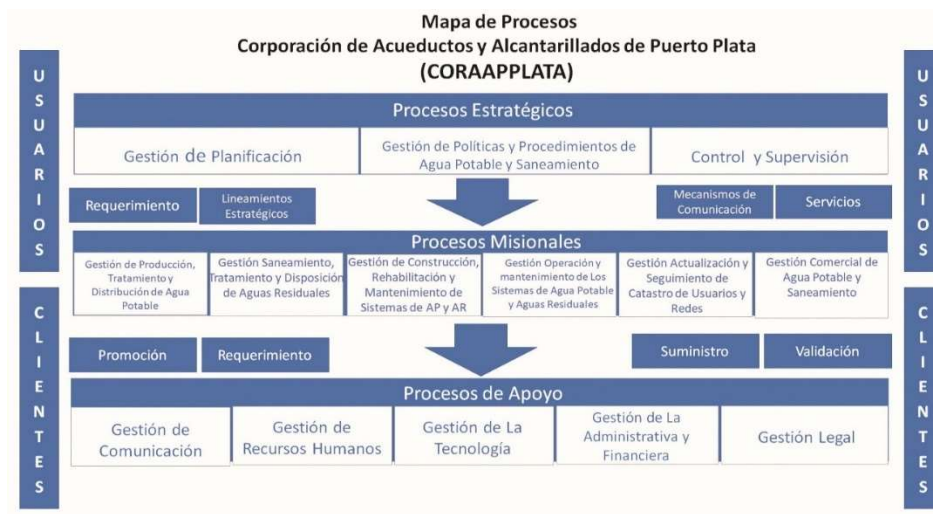 Mapa de Procesos
Corporación de Acueductos y Alcantarillados de Puerto Plata
(CORAAPPLATA)
USUARIOS
USUARIOS
Procesos Estratégicos
Gestión de Planificación
Gestión de Políticas y Procedimientos de
Agua Potable y Saneamiento
Control y Supervisión
Requerimiento
Lineamientos
Estratégicos
Mecanismos de
Comunicación
Servicios
Procesos Misionales
Gestión de Producción,
Tratamiento y
Distribución de Agua
Potable
Gestión Saneamiento,
Tratamiento y Disposición
de Aguas Residuales
Gestión de Construcción,
Rehabilitación y
Mantenimiento de
Sistemas de AP y AR
Gestión Operación y
mantenimiento de Los
Sistemas de Agua Potable
y Aguas Residuales
Gestión Actualización y
Seguimiento de
Catastro de Usuarios y
Redes
Gestión Comercial de
Agua Potable y
Saneamiento
CLIENTES
CLIENTES
Promoción
Requerimiento
Suministro
Validación
Procesos de Apoyo
Gestión de
Comunicación
Gestión de
Recursos Humanos
Gestión de La
Tecnología
Gestión de La
Administrativa y
Financiera
Gestión Legal